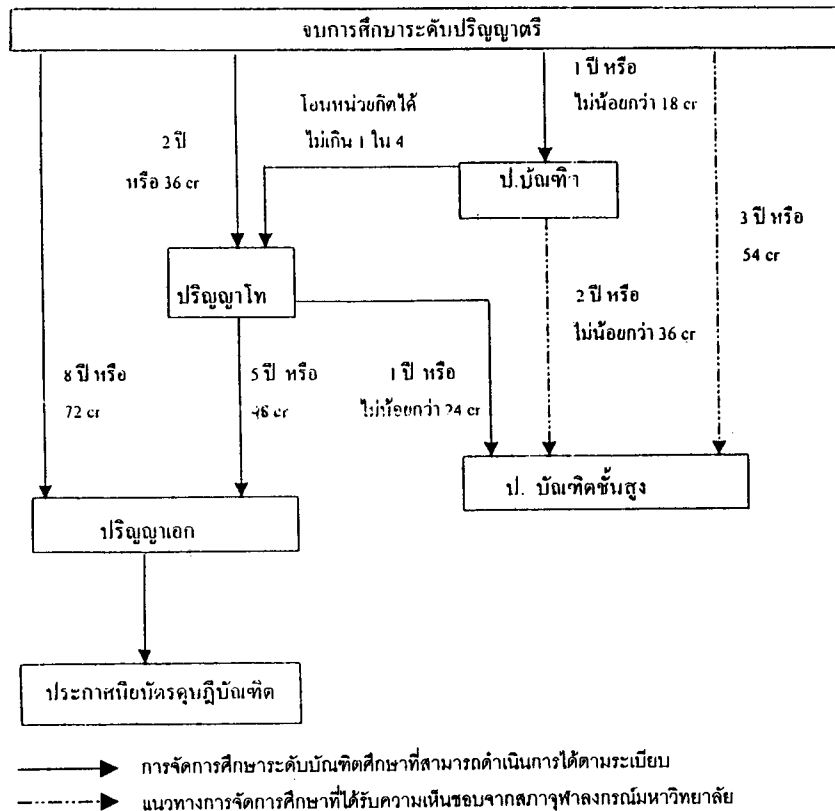 จบการศึกษาระดับปริญญาตรี
1 ปี หรือ
ไม่น้อยกว่า 18 cr
โอนหน่วยกิตได้
ไม่เกิน 1 ใน 4
2 ปี
หรือ 36 cr
ป.บัณฑิต
3 ปี หรือ
54 cr
ปริญญาโท
2 ปี หรือ
ไม่น้อยกว่า 36 cr
8 ปี หรือ
72 cr
5 ปี หรือ
cr
1 ปี หรือ
ไม่น้อยกว่า 24 cr
ป. บัณฑิตชั้นสูง
ปริญญาเอก
ประกาศนียบัตรดุษฎีบัณฑิต
การจัดการศึกษาระดับบัณฑิตศึกษาที่สามารถดำเนินการได้ตามระเบียบ
แนวทางการจัดการศึกษาที่ได้รับความเห็นชอบจากสภาจุฬาลงกรณ์มหาวิทยาลัย